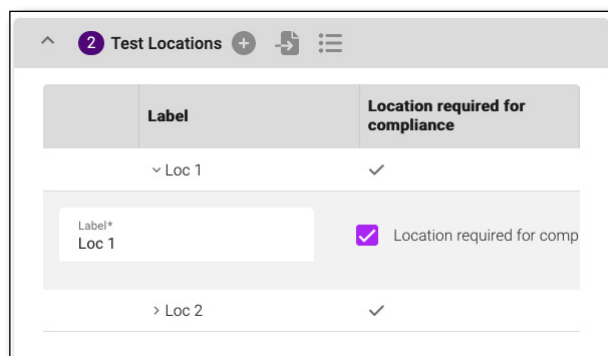 2 Test Locations
Label Location required for
compliance
Loc 1
Label*
Loc 1
Location required for comp
Loc 2